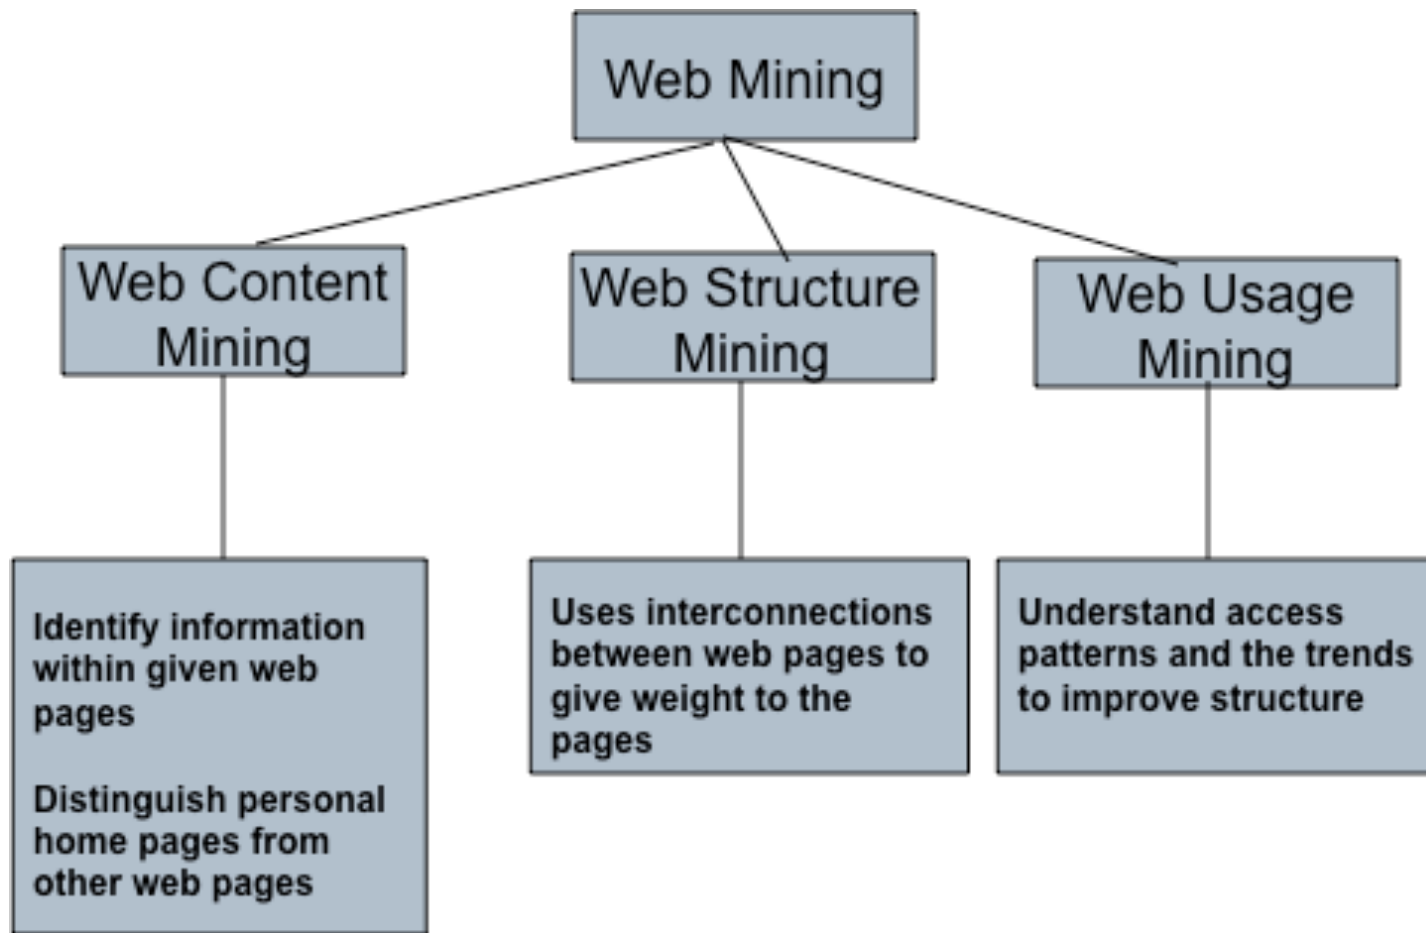 Web Mining
Web Content
Mining
Web Structure
Mining
Web Usage
Mining
Identify information
within given web
pages
Distinguish personal
home pages from
other web pages
Uses interconnections
between web pages to
give weight to the
pages
Understand access
patterns and the trends
to improve structure